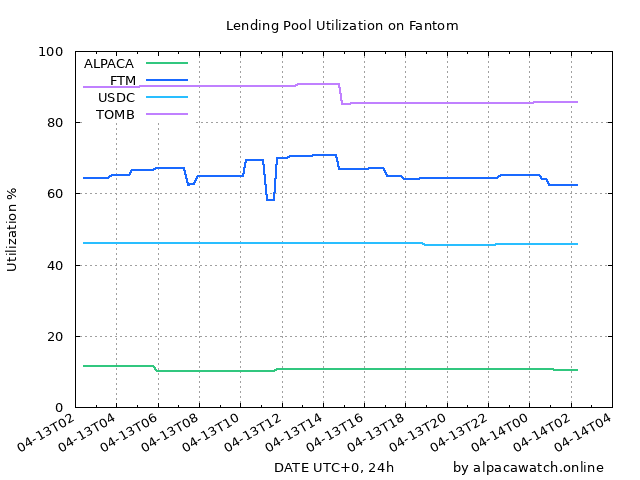 Lending Pool Utilization on Fantom
Utilization %
100
80
60
40
20
0
ALPACA
FTM
USDC
TOMB
04-13T02
04-13T04
04-13T06
04-13T08
04-13T10
04-13T12
04-13T14
04-13T16
04-13T18
04-13T20
04-13T22
04-14T00
04-14T02
04-14T04
DATE UTC+0, 24h
by alpacawatch.online